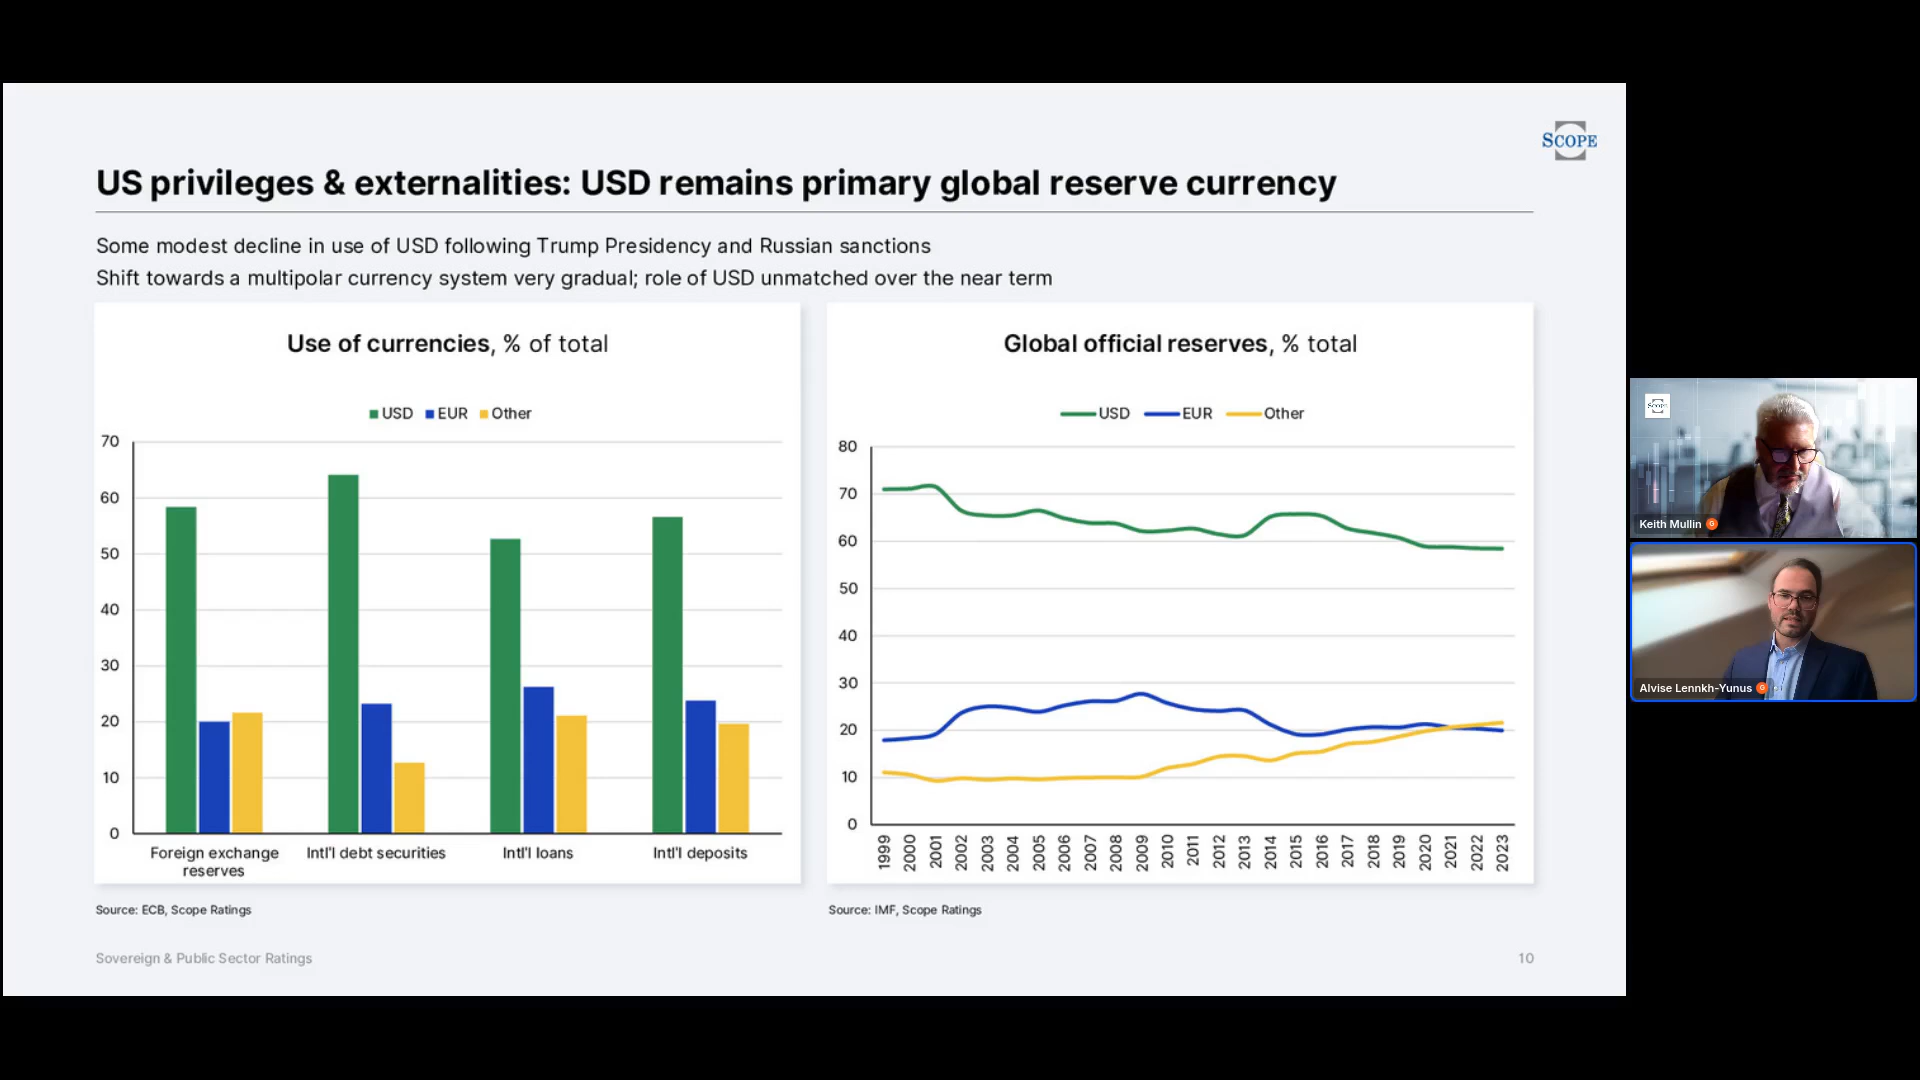 SCOPE
US privileges & externalities: USD remains primary global reserve currency
Some modest decline in use of USD following Trump Presidency and Russian sanctions
Shift towards a multipolar currency system very gradual; role of USD unmatched over the near term
Use of currencies, % of total
USD EUR Other
70
60
50
40
30
20
10
0
Foreign exchange
reserves
Intl'l debt securities
Intl'l loans
Intl'l deposits
Source: ECB, Scope Ratings
Global official reserves, % total
USD EUR Other
80
70
60
50
40
30
20
10
0
1999 2000 2001 2002 2003 2004 2005 2006 2007 2008 2009 2010 2011 2012 2013 2014 2015 2016 2017 2018 2019 2020 2021 2022 2023
Source: IMF, Scope Ratings
Sovereign & Public Sector Ratings
10
SCOPE
Keith Mullin G
Alvise Lennkh-Yunus G